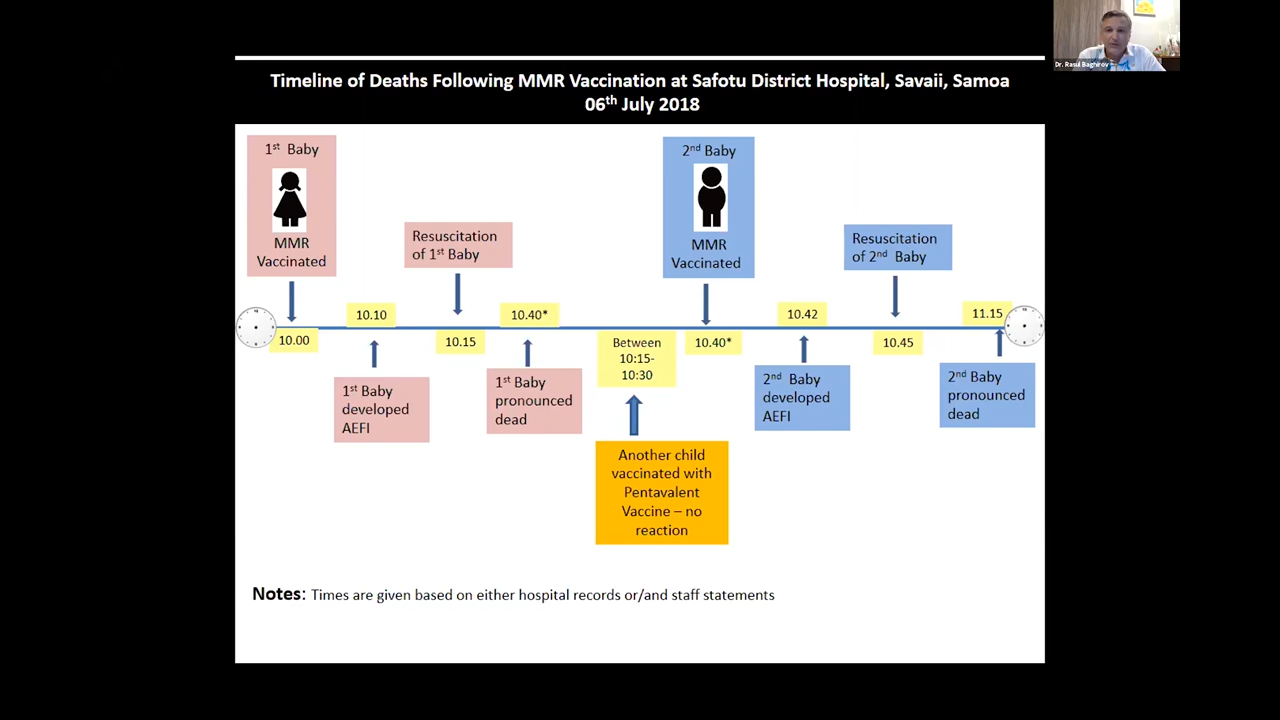 Dr. Rasul Baghirov
Timeline of Deaths Following MMR Vaccination at Safotu District Hospital, Savaii, Samoa
06th July 2018
1st Baby
MMR
Vaccinated
Resuscitation
of 1st Baby
2nd Baby
MMR
Vaccinated
Resuscitation
of 2nd Baby
10.00
10.10
10.15
10.40*
Between
10:15-
10:30
10.40*
10.42
10.45
11.15
1st Baby
developed
AEFI
1st Baby
pronounced
dead
Another child
vaccinated with
Pentavalent
Vaccine – no
reaction
2nd Baby
developed
AEFI
2nd Baby
pronounced
dead
Notes: Times are given based on either hospital records or/and staff statements